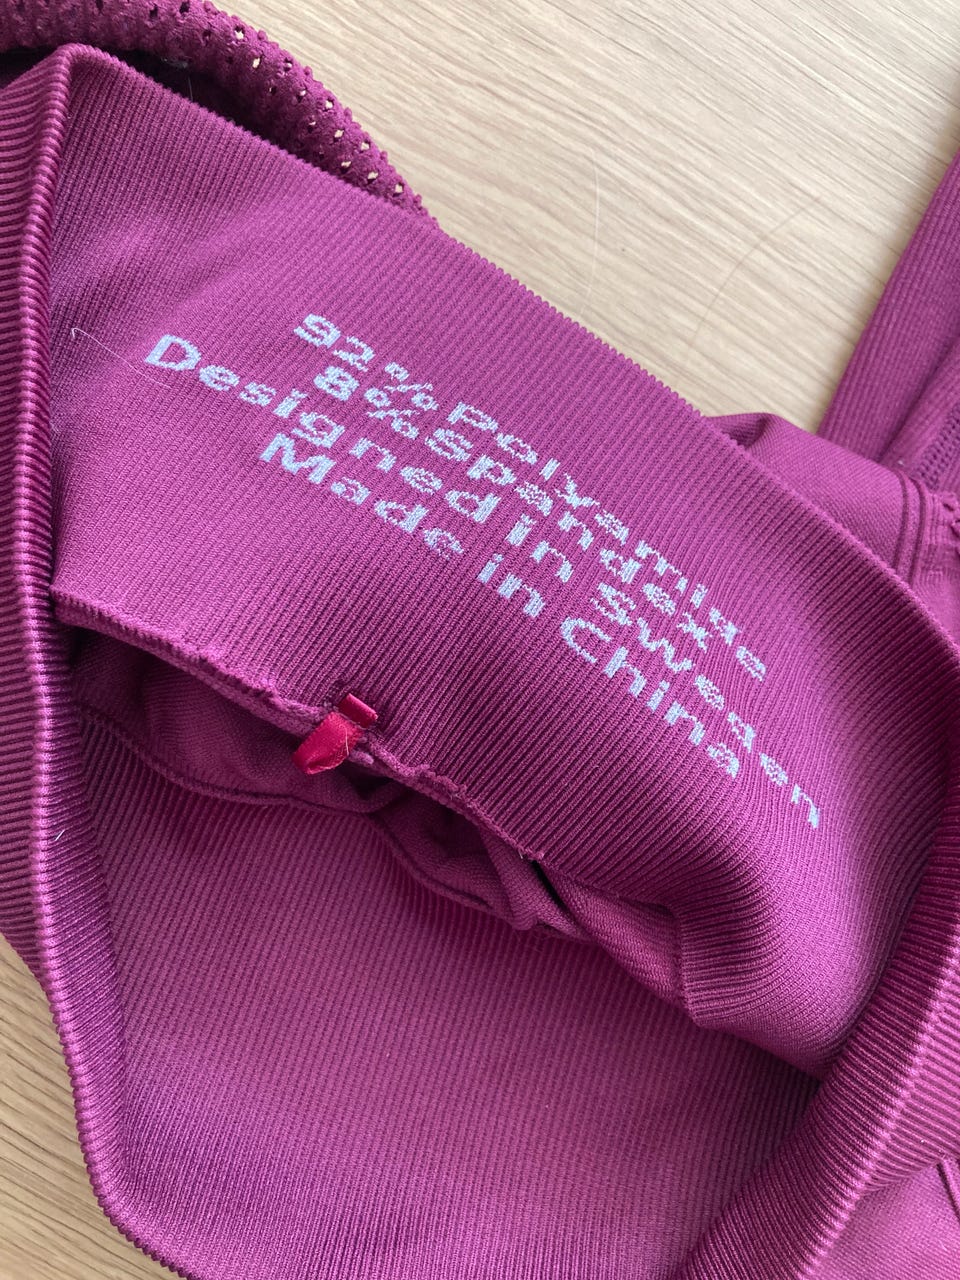 92% Polyamide
8% Spandex
Designed in Sweden
Made in China